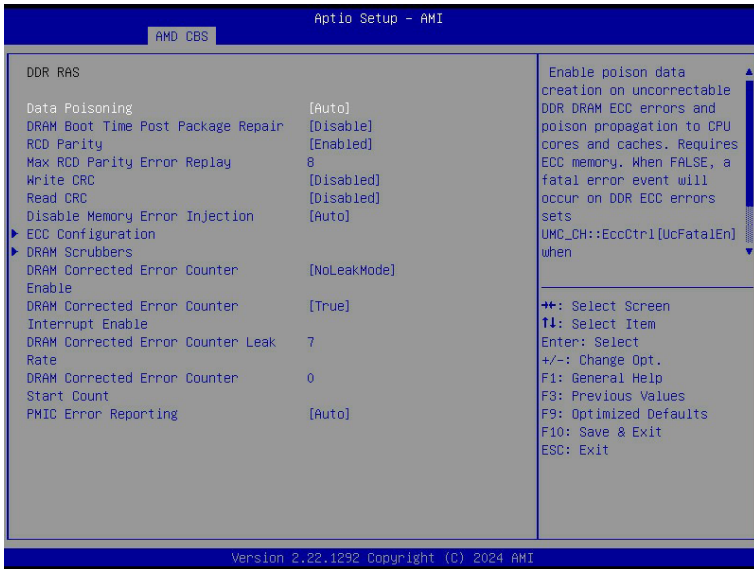 Aptio Setup – AMI
AMD CBS
DDR RAS
Data Poisoning [Auto]
DRAM Boot Time Post Package Repair [Disable]
RCD Parity [Enabled]
Max RCD Parity Error Replay 8
Write CRC [Disabled]
Read CRC [Disabled]
Disable Memory Error Injection [Auto]
ECC Configuration
DRAM Scrubbers
DRAM Corrected Error Counter [NoLeakMode]
Enable
DRAM Corrected Error Counter [True]
Interrupt Enable
DRAM Corrected Error Counter Leak 7
Rate
DRAM Corrected Error Counter 0
Start Count
PMIC Error Reporting [Auto]
Enable poison data
creation on uncorrectable
DDR DRAM ECC errors and
poison propagation to CPU
cores and caches. Requires
ECC memory. When FALSE, a
fatal error event will
occur on DDR ECC errors
sets
UMC_CH::EccCtrl[UcFatalEn]
when
→←: Select Screen
↑↓: Select Item
Enter: Select
+/-: Change Opt.
F1: General Help
F3: Previous Values
F9: Optimized Defaults
F10: Save & Exit
ESC: Exit
Version 2.22.1292 Copyright (C) 2024 AMI